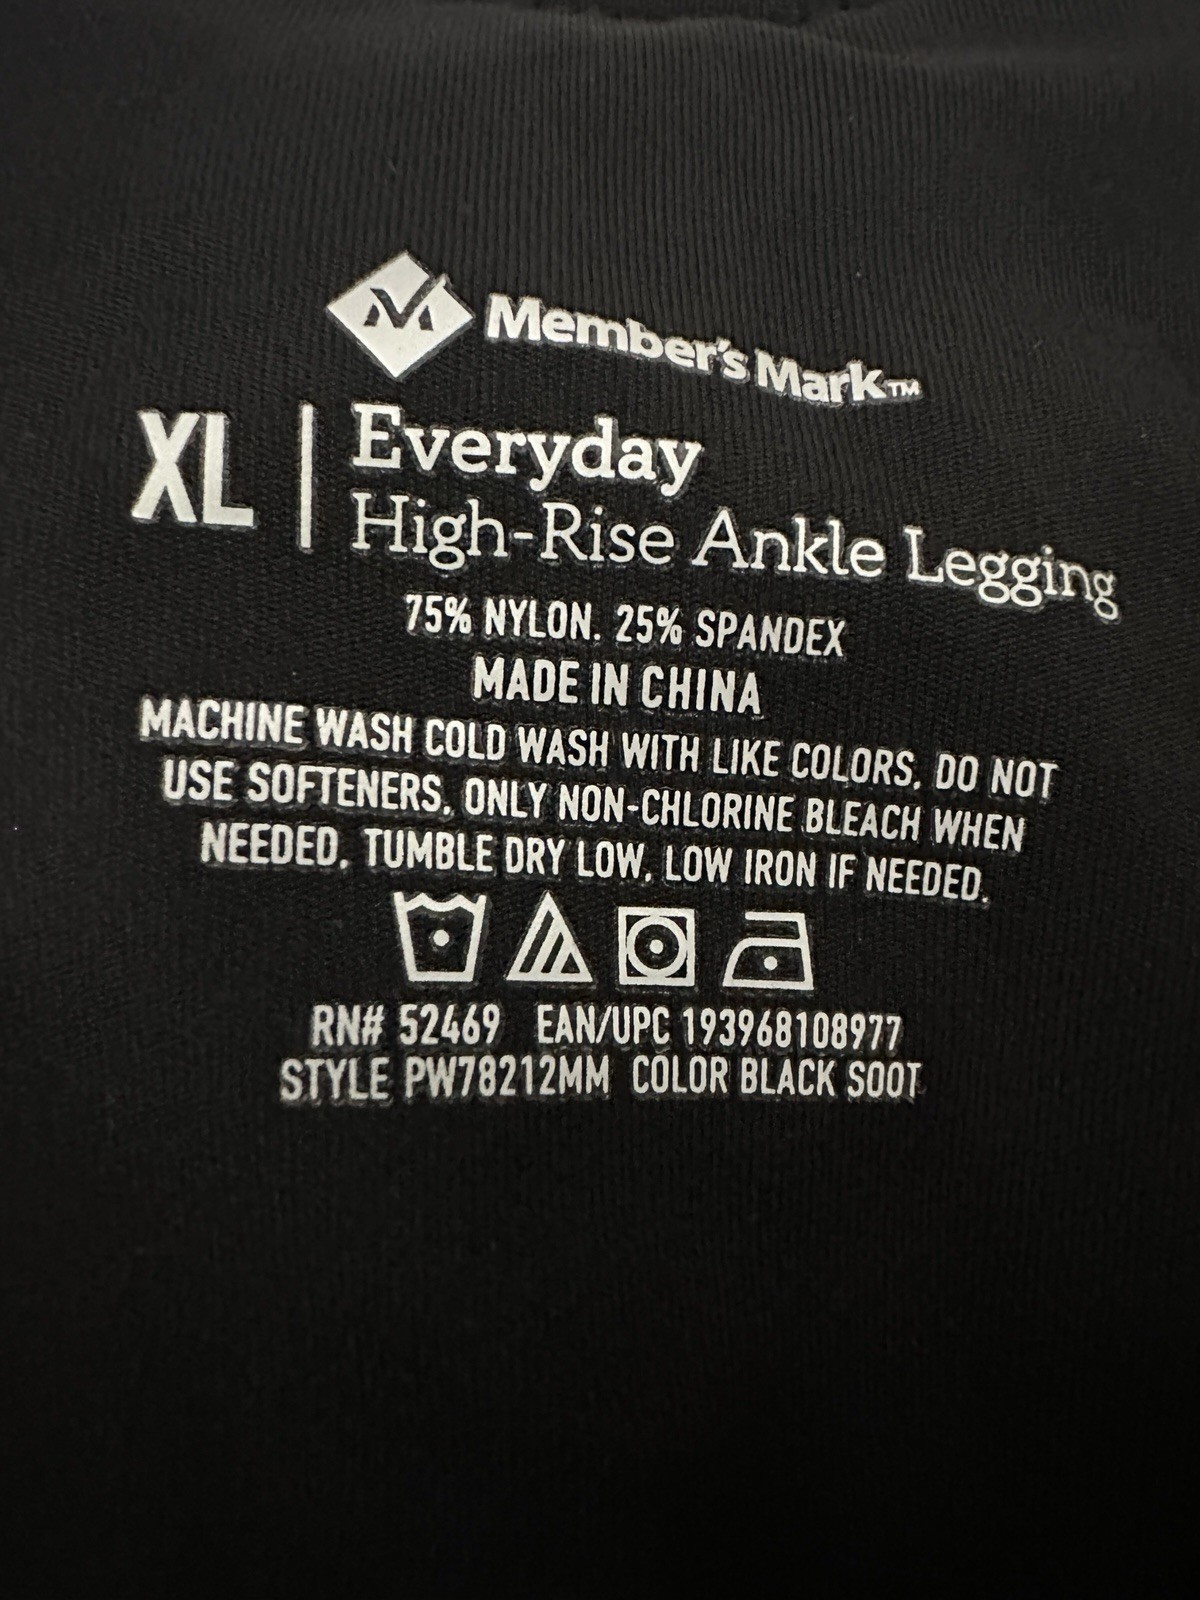 Member's Mark™
XL | Everyday
High-Rise Ankle Legging
75% NYLON. 25% SPANDEX
MADE IN CHINA
MACHINE WASH COLD WASH WITH LIKE COLORS, DO NOT
USE SOFTENERS, ONLY NON-CHLORINE BLEACH WHEN
NEEDED, TUMBLE DRY LOW, LOW IRON IF NEEDED.
RN# 52469 EAN/UPC 193968108977
STYLE PW78212MM COLOR BLACK SOOT